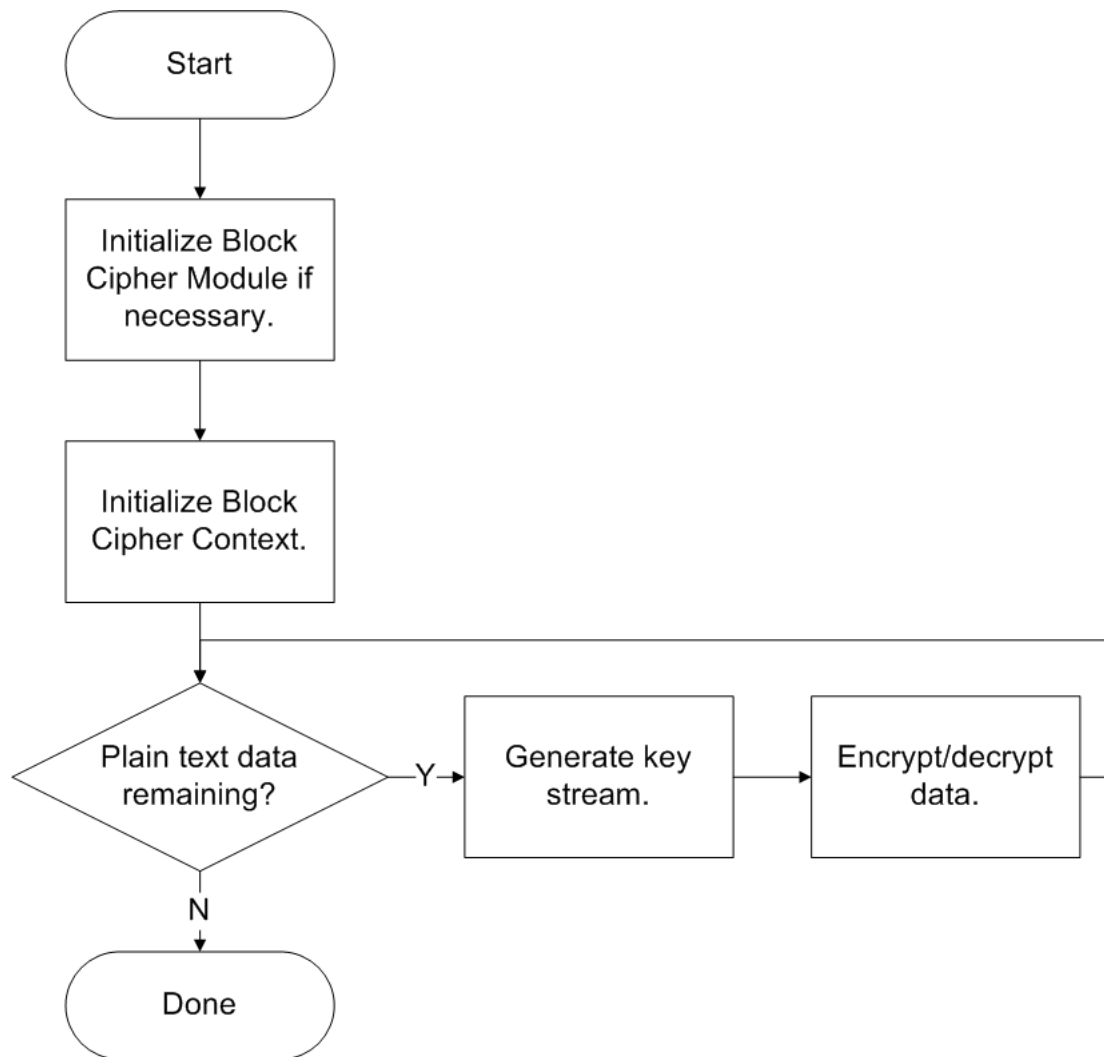 Start
Initialize Block
Cipher Module if
necessary.
Initialize Block
Cipher Context.
Plain text data
remaining?
Y
Generate key
stream.
Encrypt/decrypt
data.
N
Done